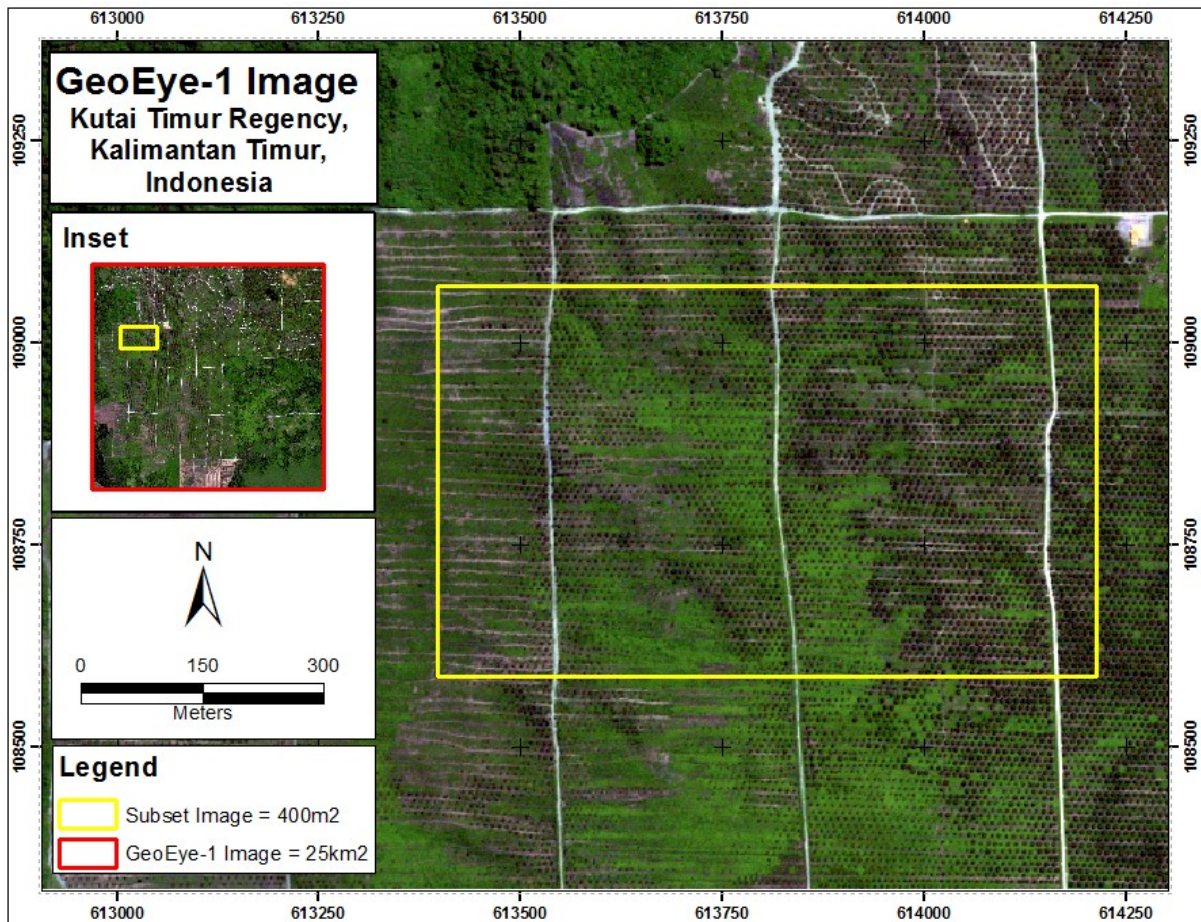 613000 613250 613500 613750 614000 614250
GeoEye-1 Image
Kutai Timur Regency,
Kalimantan Timur,
Indonesia
Inset
N
0 150 300
Meters
Legend
Subset Image = 400m2
GeoEye-1 Image = 25km2
109250
109000
108750
108500
109250
109000
108750
108500
613000 613250 613500 613750 614000 614250